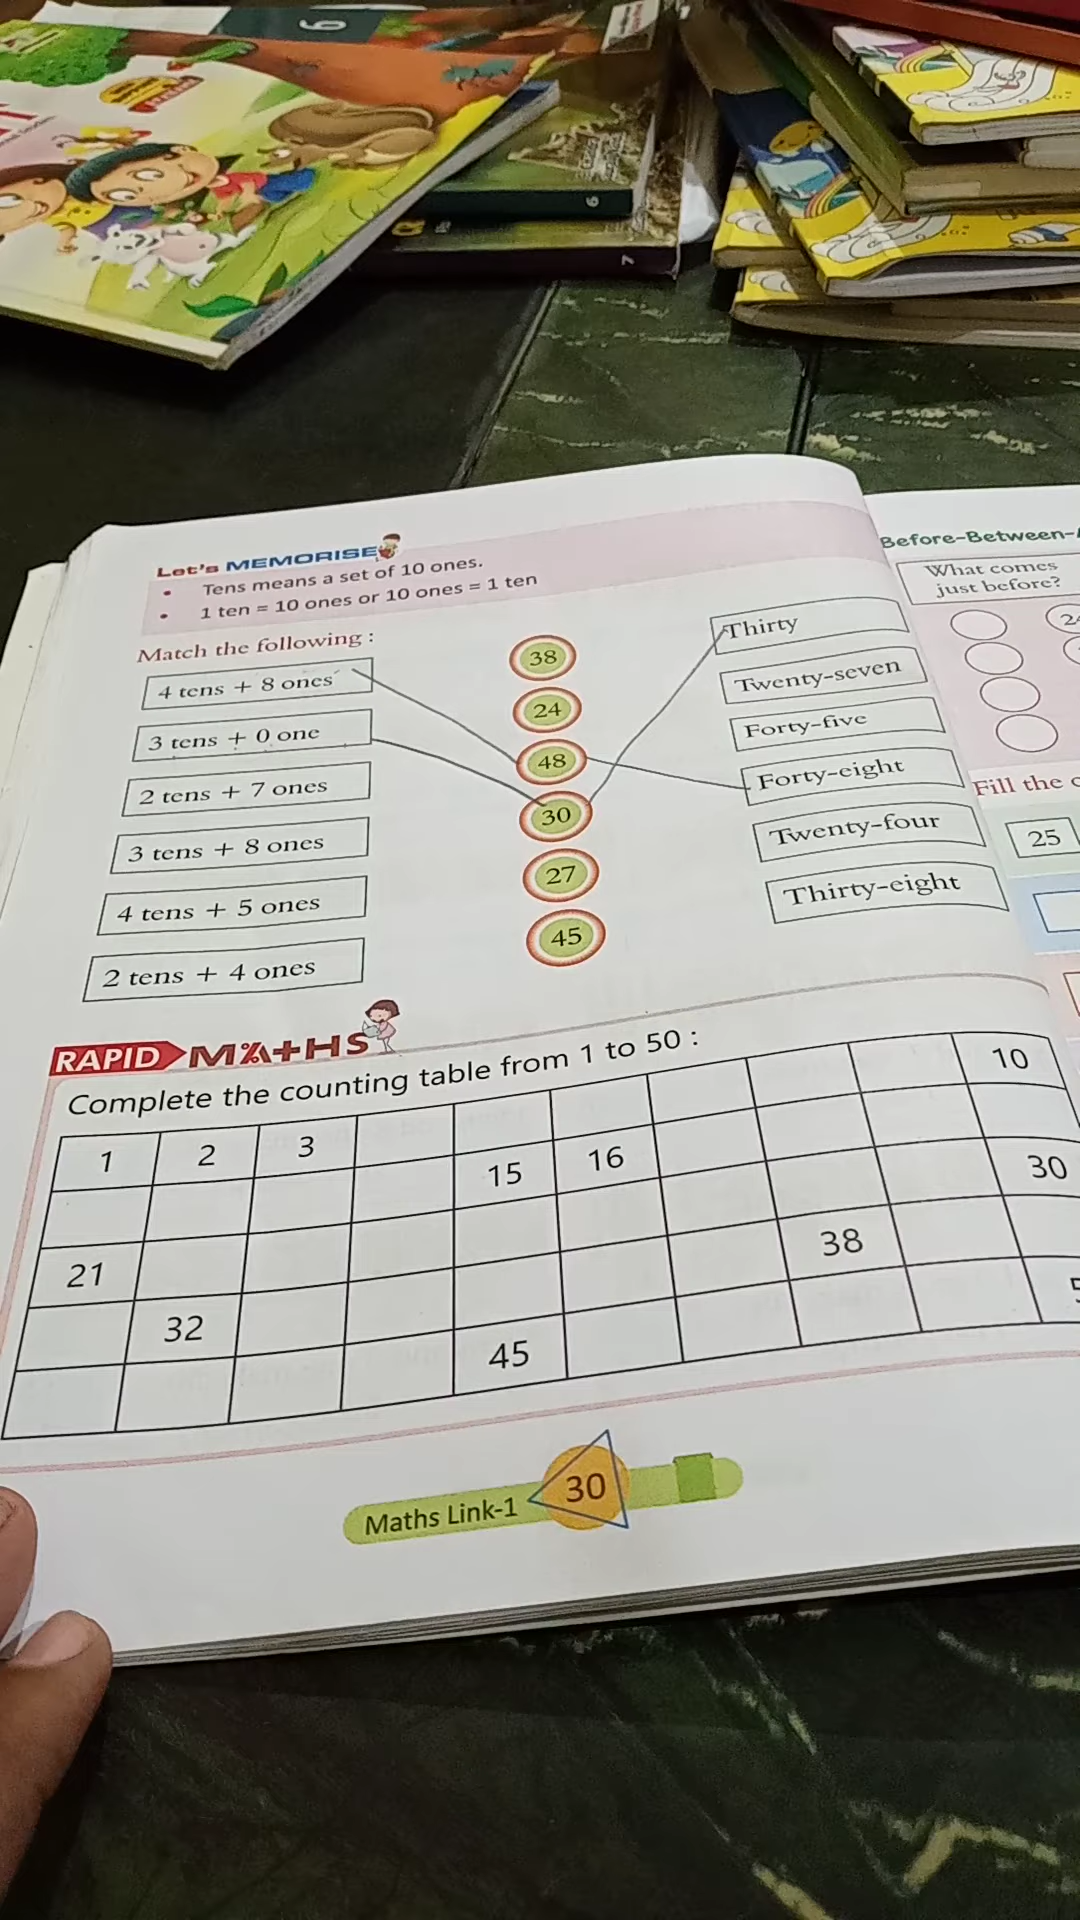 6
6
7
Let's MEMORISE
• Tens means a set of 10 ones.
• 1 ten = 10 ones or 10 ones = 1 ten
Match the following :
4 tens + 8 ones
3 tens + 0 one
2 tens + 7 ones
3 tens + 8 ones
4 tens + 5 ones
2 tens + 4 ones
38
24
48
30
27
45
Thirty
Twenty-seven
Forty-five
Forty-eight
Twenty-four
Thirty-eight
RAPID MATHS
Complete the counting table from 1 to 50 :
1 2 3 10
15 16
21 30
32 38
45
Maths Link-1 30
Before-Between-
What comes
just before?
Fill the
25